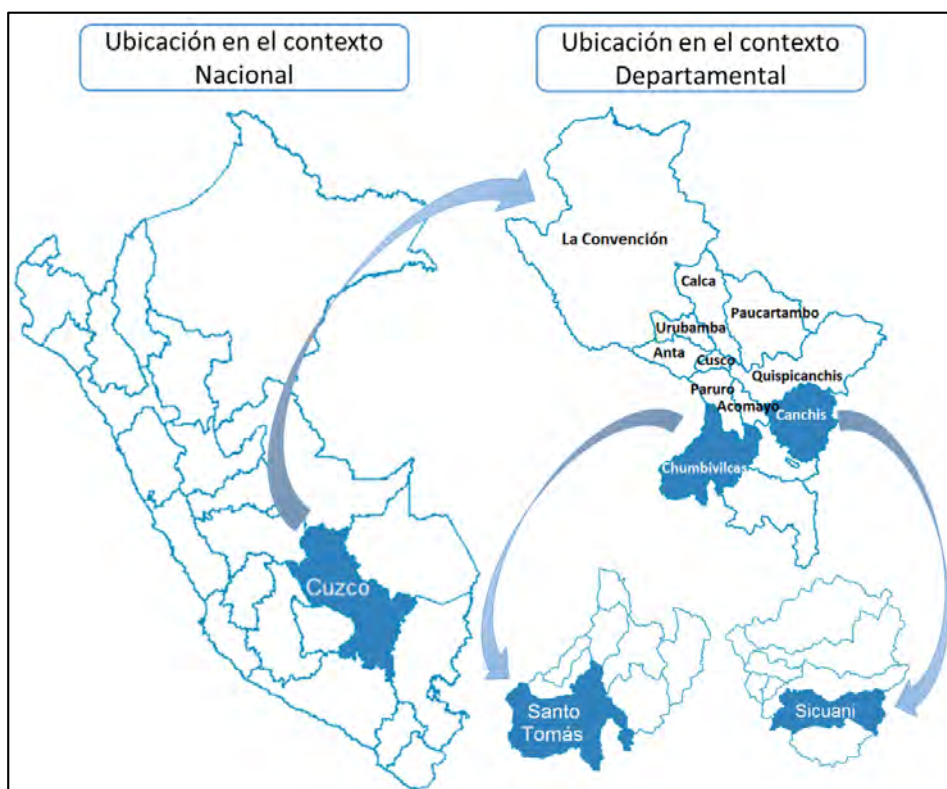 Ubicación en el contexto
Nacional
Ubicación en el contexto
Departamental
La Convención
Calca
Paucartambo
Urubamba
Anta
Cusco
Quispicanchis
Paruro
Acomayo
Canchis
Chumbivilcas
Cuzco
Santo
Tomás
Sicuani